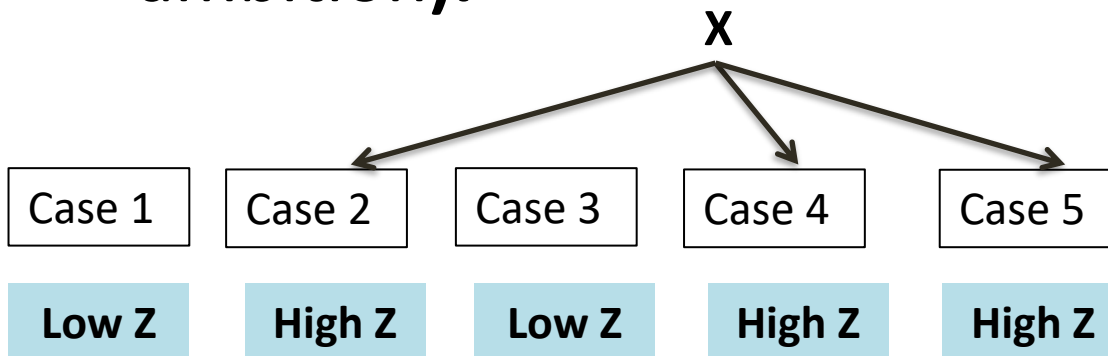 X
Case 1 Case 2 Case 3 Case 4 Case 5
Low Z High Z Low Z High Z High Z